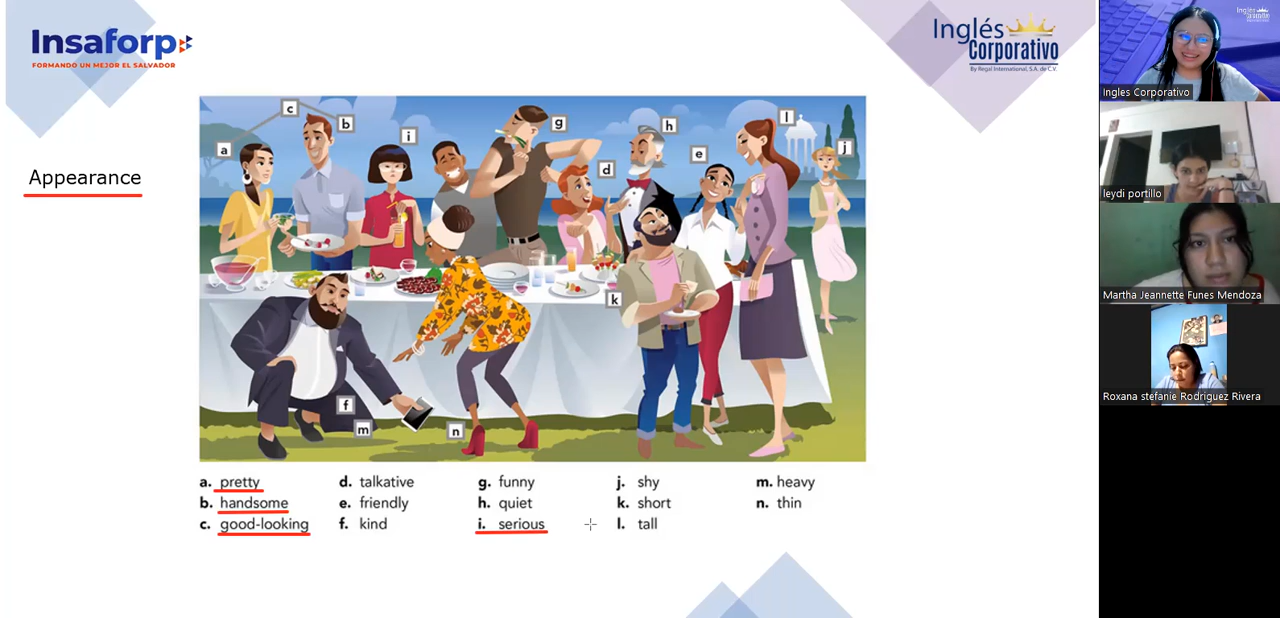 Insaforp
FORMANDO UN MEJOR EL SALVADOR
Inglés
Corporativo
By Regal International, S.A. de C.V.
Appearance
a
c
b
i
g
d
h
e
l
j
k
f
m
n
a. pretty
b. handsome
c. good-looking
d. talkative
e. friendly
f. kind
g. funny
h. quiet
i. serious
j. shy
k. short
l. tall
m. heavy
n. thin
Ingles Corporativo
leydi portillo
Martha Jeannette Funes Mendoza
Roxana stefanie Rodriguez Rivera